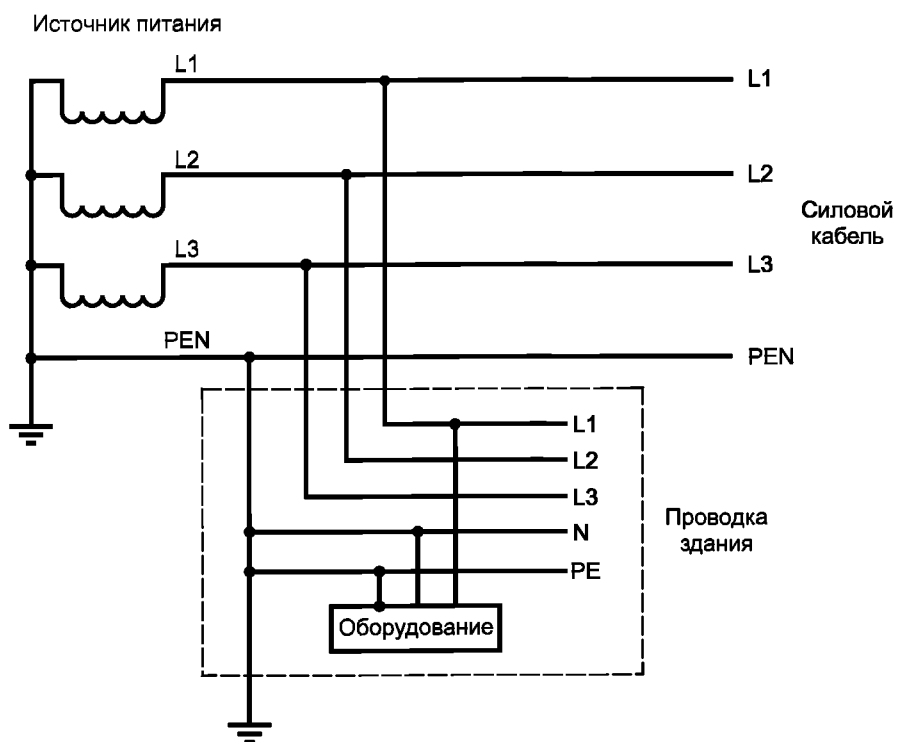 Источник питания
L1
L1
L2
L2
Силовой
кабель
L3
L3
PEN
PEN
L1
L2
L3
N
Проводка
здания
PE
Оборудование